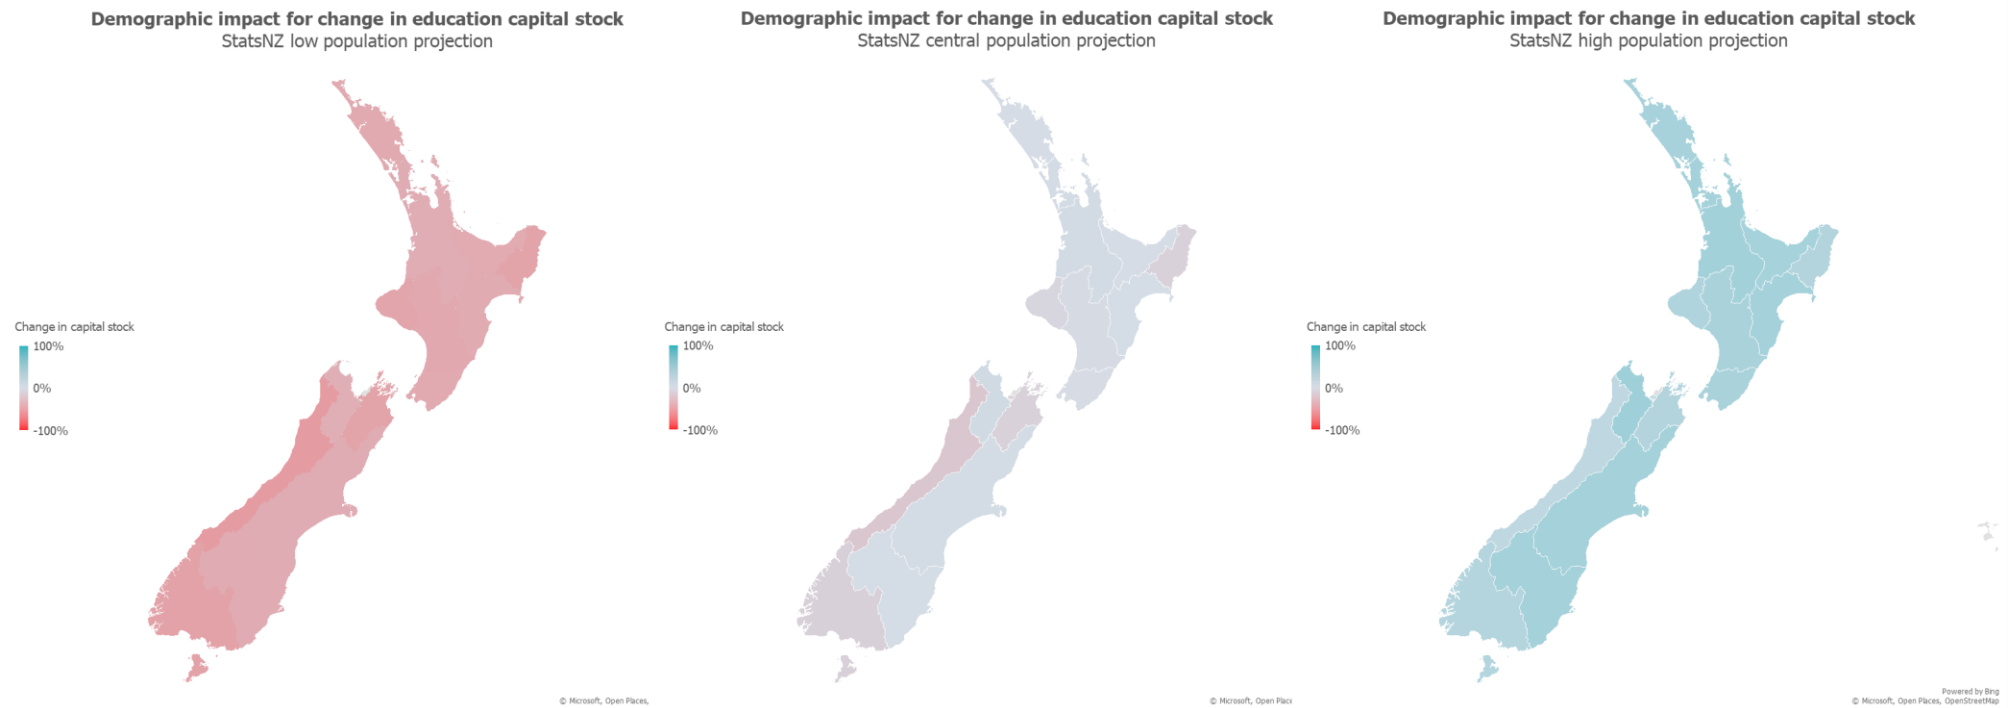 Demographic impact for change in education capital stock
StatsNZ low population projection
Change in capital stock
100%
0%
-100%
© Microsoft, Open Places,
Demographic impact for change in education capital stock
StatsNZ central population projection
Change in capital stock
100%
0%
-100%
© Microsoft, Open Place
Demographic impact for change in education capital stock
StatsNZ high population projection
Change in capital stock
100%
0%
-100%
Powered by Bing
© Microsoft, Open Places, OpenStreetMap